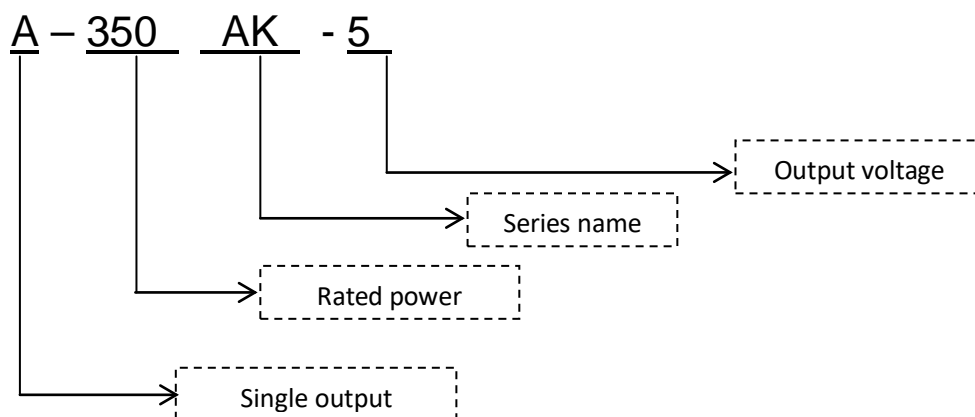 A – 350 AK - 5
Output voltage
Series name
Rated power
Single output